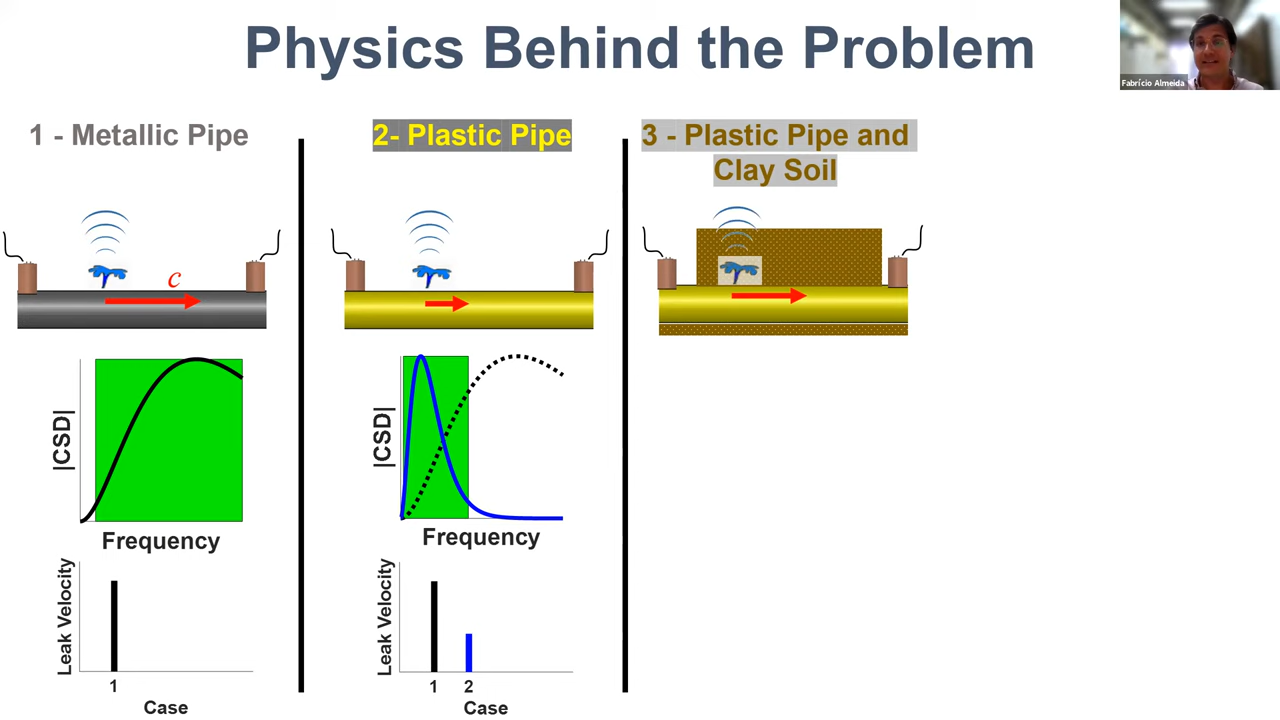 Physics Behind the Problem
Fabrício Almeida
1 - Metallic Pipe
c
|CSD|
Frequency
Leak Velocity
1
Case
2- Plastic Pipe
|CSD|
Frequency
Leak Velocity
1 2
Case
3 - Plastic Pipe and
Clay Soil